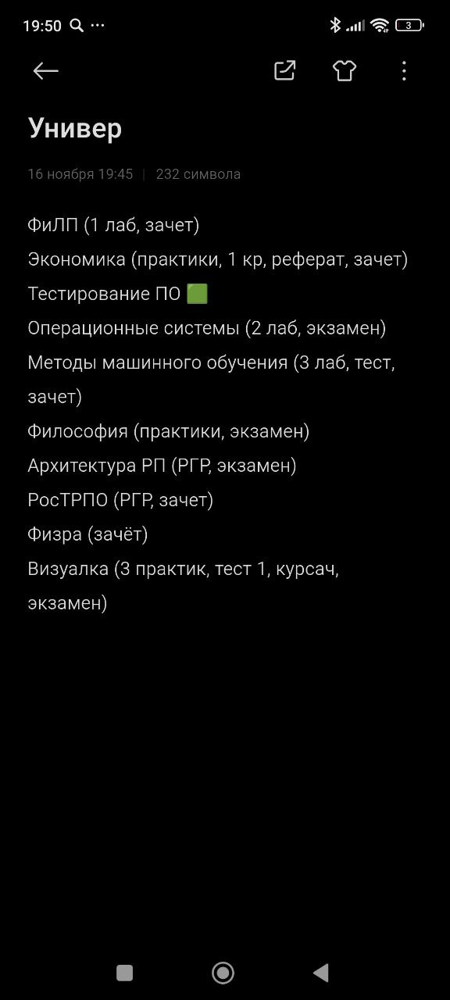 19:50
3
Универ
16 ноября 19:45 | 232 символа
ФиЛП (1 лаб, зачет)
Экономика (практики, 1 кр, реферат, зачет)
Тестирование ПО 🟩
Операционные системы (2 лаб, экзамен)
Методы машинного обучения (3 лаб, тест,
зачет)
Философия (практики, экзамен)
Архитектура РП (РГР, экзамен)
РосТРПО (РГР, зачет)
Физра (зачёт)
Визуалка (3 практик, тест 1, курсач,
экзамен)